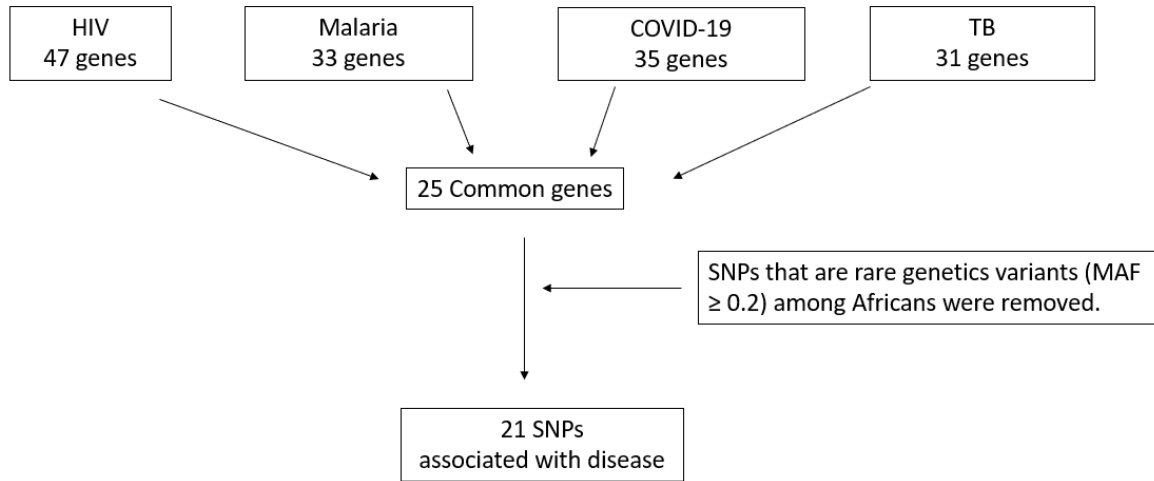 HIV
47 genes
Malaria
33 genes
COVID-19
35 genes
TB
31 genes
25 Common genes
SNPs that are rare genetics variants (MAF
≥ 0.2) among Africans were removed.
21 SNPs
associated with disease